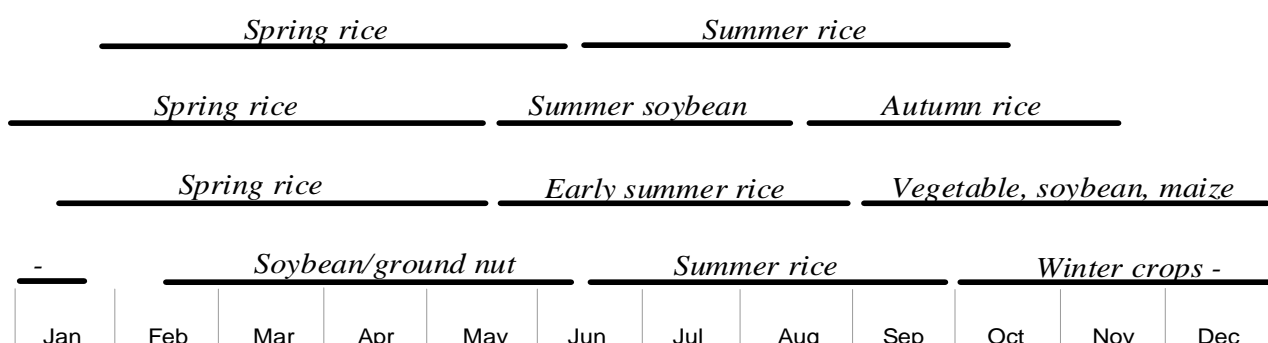 Spring rice Summer rice
Spring rice Summer soybean Autumn rice
Spring rice Early summer rice Vegetable, soybean, maize
- Soybean/ground nut Summer rice Winter crops -
Jan Feb Mar Apr May Jun Jul Aug Sep Oct Nov Dec